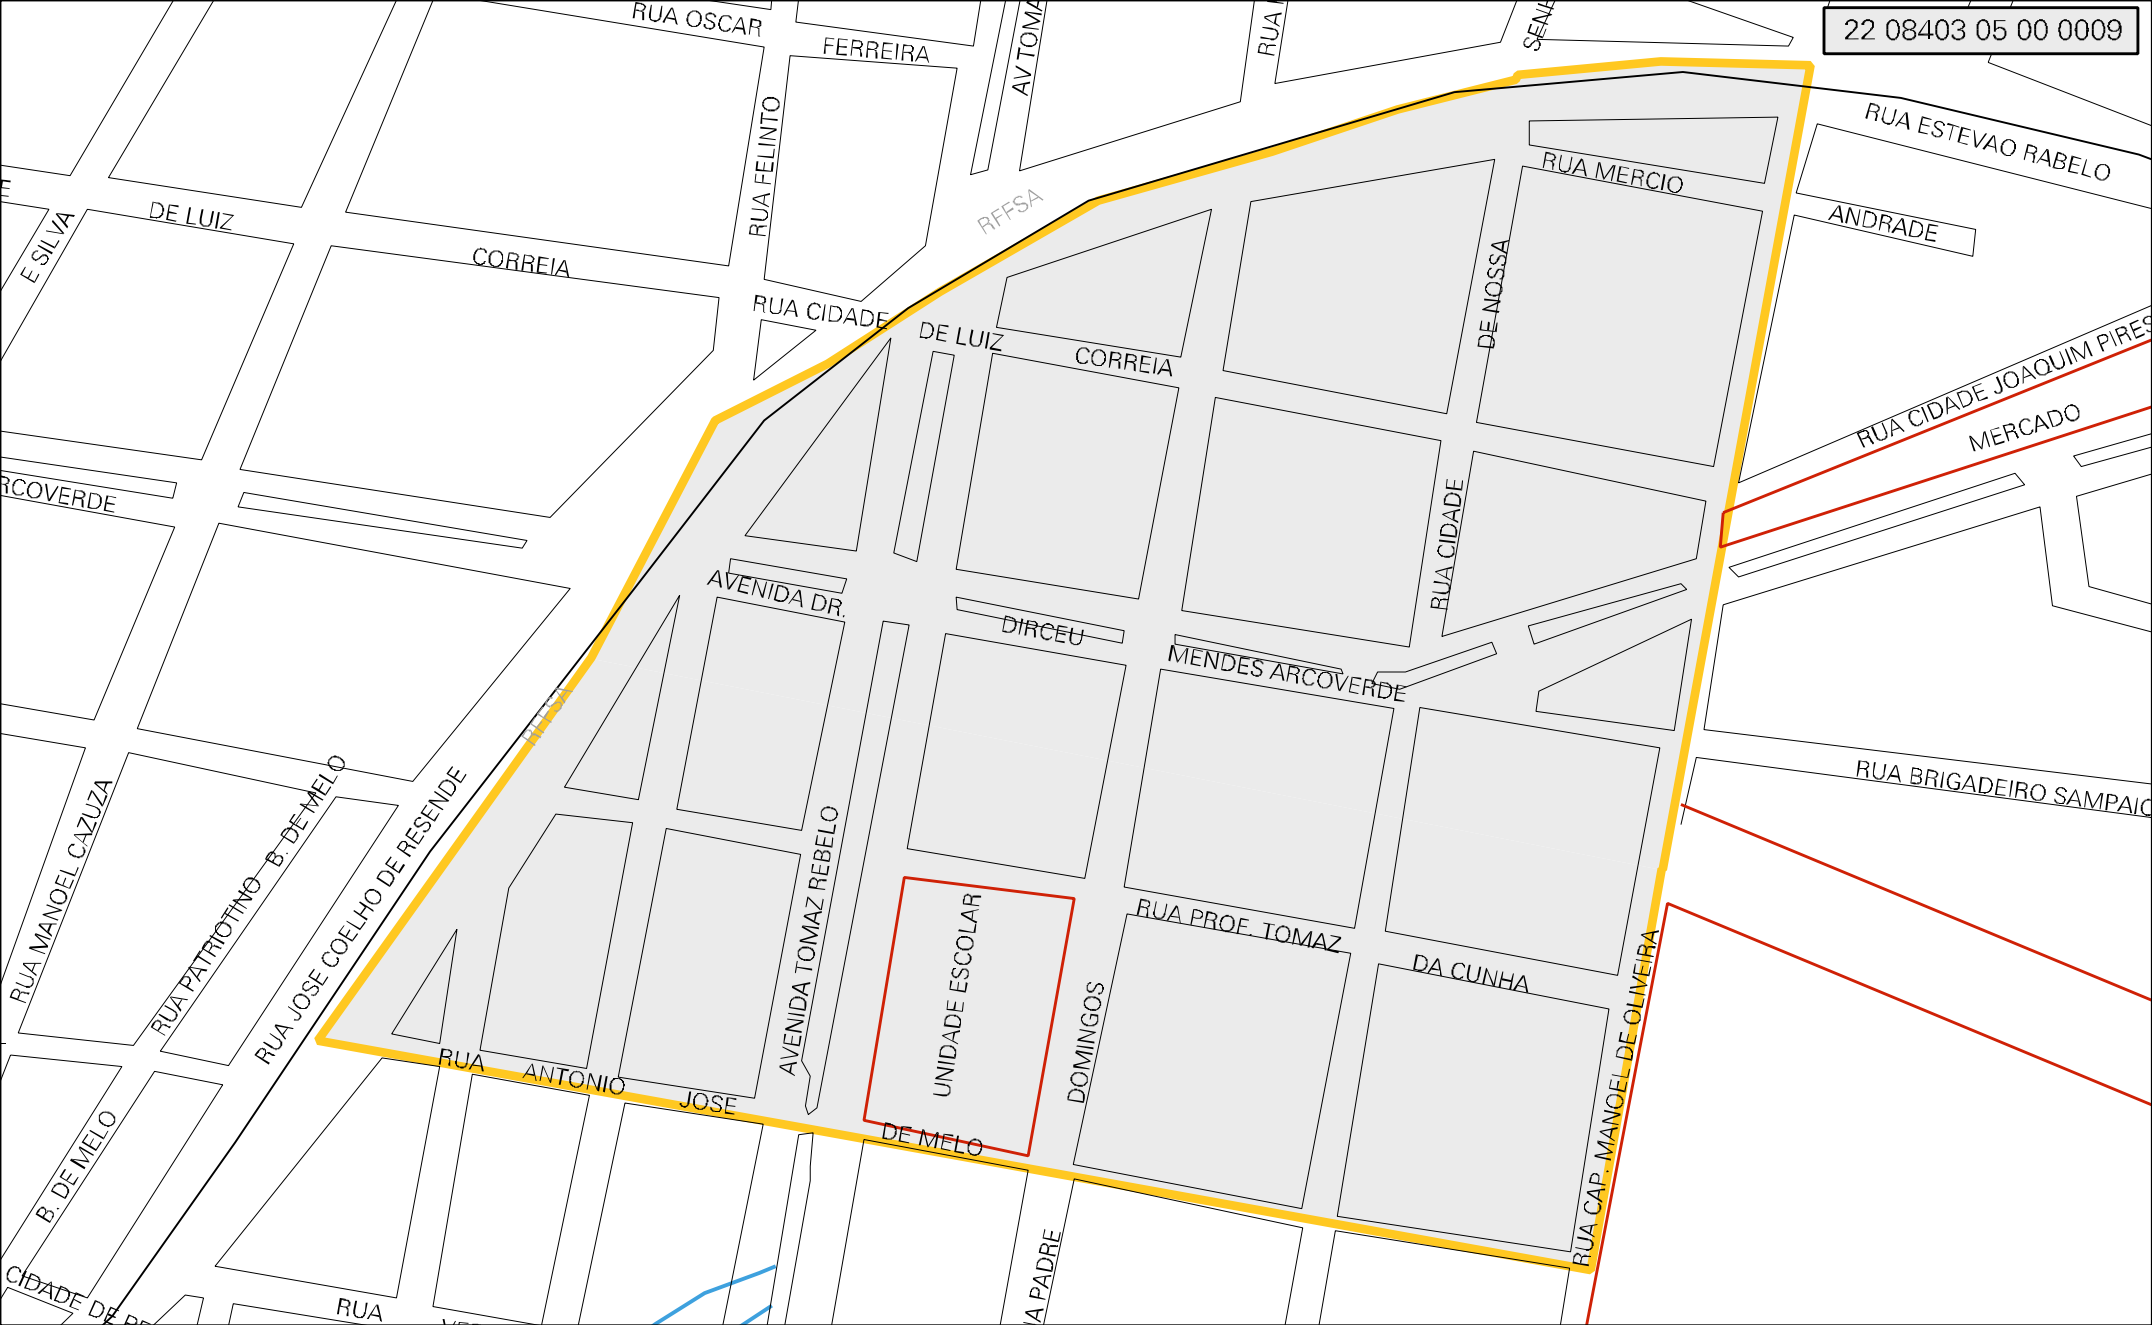 RUA OSCAR
FERREIRA
22 08403 05 00 0009
RUA FELINTO
RUA ESTEVAO RABELO
RUA MERCIO
ANDRADE
DE LUIZ
CORREIA
E SILVA
RFFSA
RUA CIDADE
DE LUIZ
CORREIA
DE NOSSA
RUA CIDADE JOAQUIM PIRES
MERCADO
RCOVERDE
RUA CIDADE
AVENIDA DR.
DIRCEU
MENDES ARCOVERDE
RFFSA
RUA BRIGADEIRO SAMPAIO
RUA MANOEL CAZUZA
RUA PATRIOTINO
B. DE MELO
RUA JOSE COELHO DE RESENDE
AVENIDA TOMAZ REBELO
UNIDADE ESCOLAR
RUA PROF. TOMAZ
DA CUNHA
DOMINGOS
RUA CAP. MANOEL DE OLIVEIRA
RUA
ANTONIO
JOSE
DE MELO
B. DE MELO
CIDADE DE
RUA
A PADRE